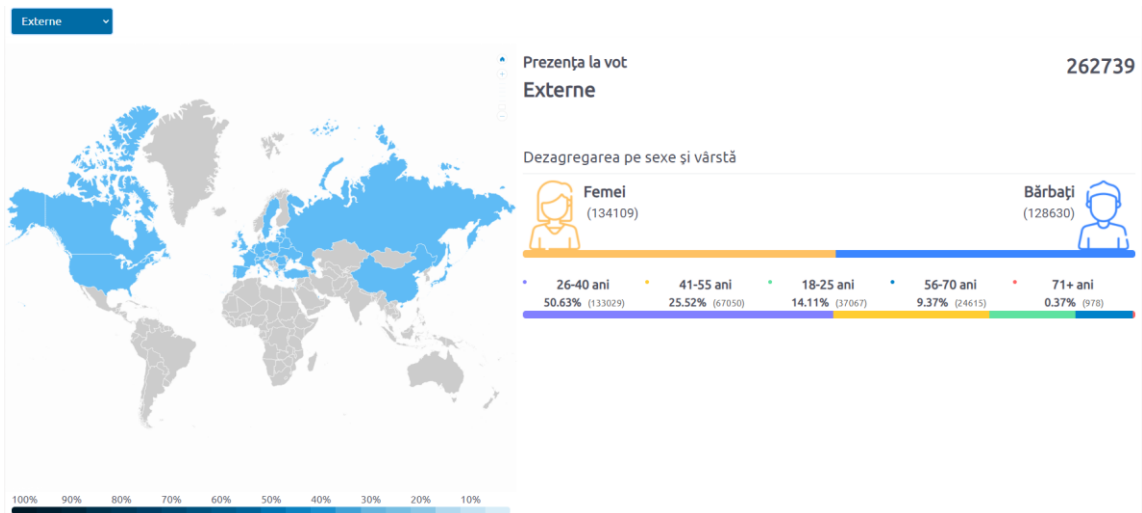 Externe
Prezența la vot
262739
Externe
Dezagregarea pe sexe și vârstă
Femei
(134109)
Bărbați
(128630)
26-40 ani
50.63% (133029)
41-55 ani
25.52% (67050)
18-25 ani
14.11% (37067)
56-70 ani
9.37% (24615)
71+ ani
0.37% (978)
100% 90% 80% 70% 60% 50% 40% 30% 20% 10%